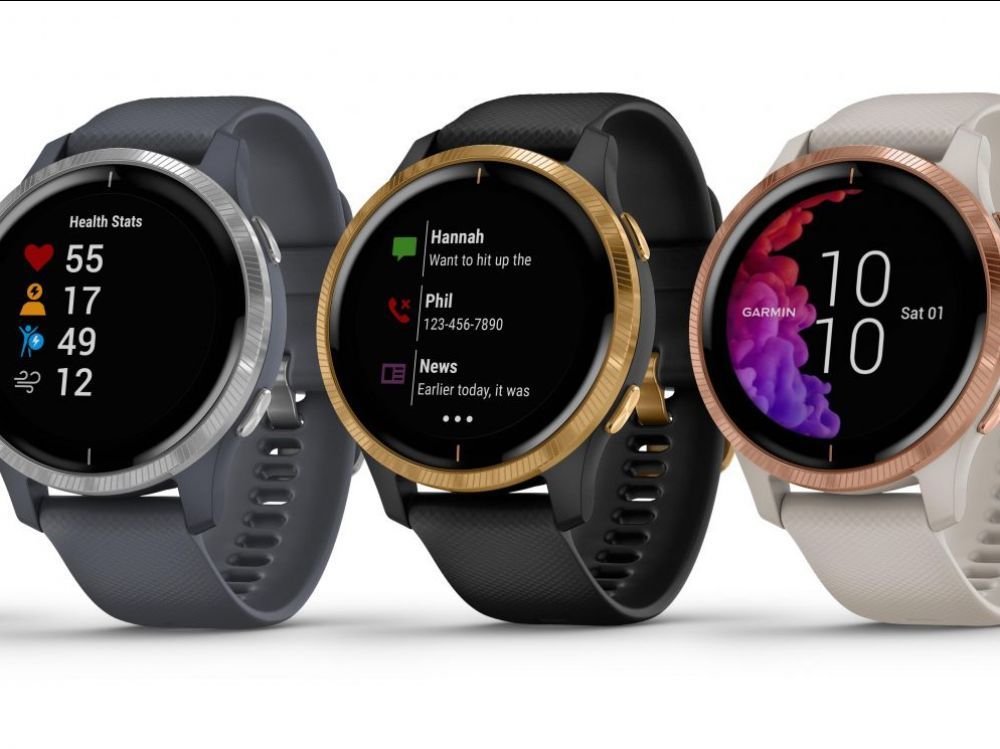 Health Stats
55
17
49
12
Hannah
Want to hit up the
Phil
123-456-7890
News
Earlier today, it was
GARMIN
10
10
Sat 01